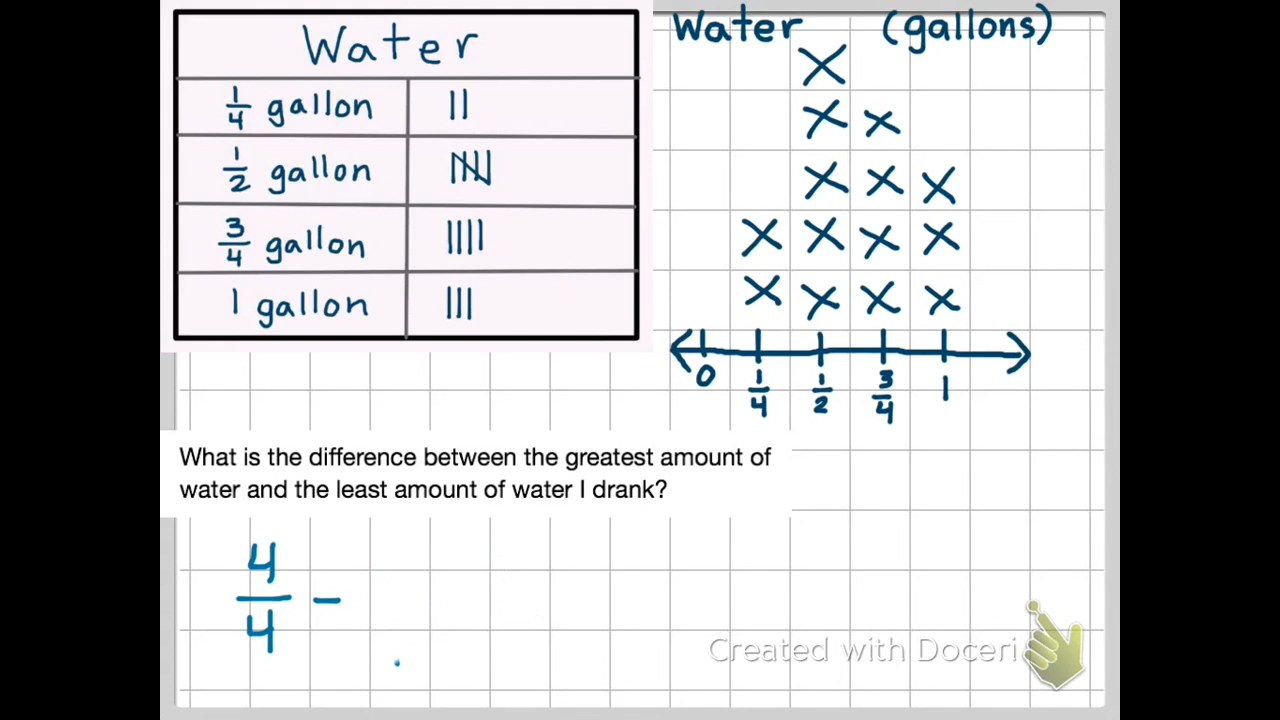 Water
1/4 gallon ||
1/2 gallon 𝍸
3/4 gallon ||||
1 gallon |||
Water (gallons)
X
X X
X X X
X X X X
X X X X
0 1/4 1/2 3/4 1
What is the difference between the greatest amount of
water and the least amount of water I drank?
4/4 -
Created with Doceri